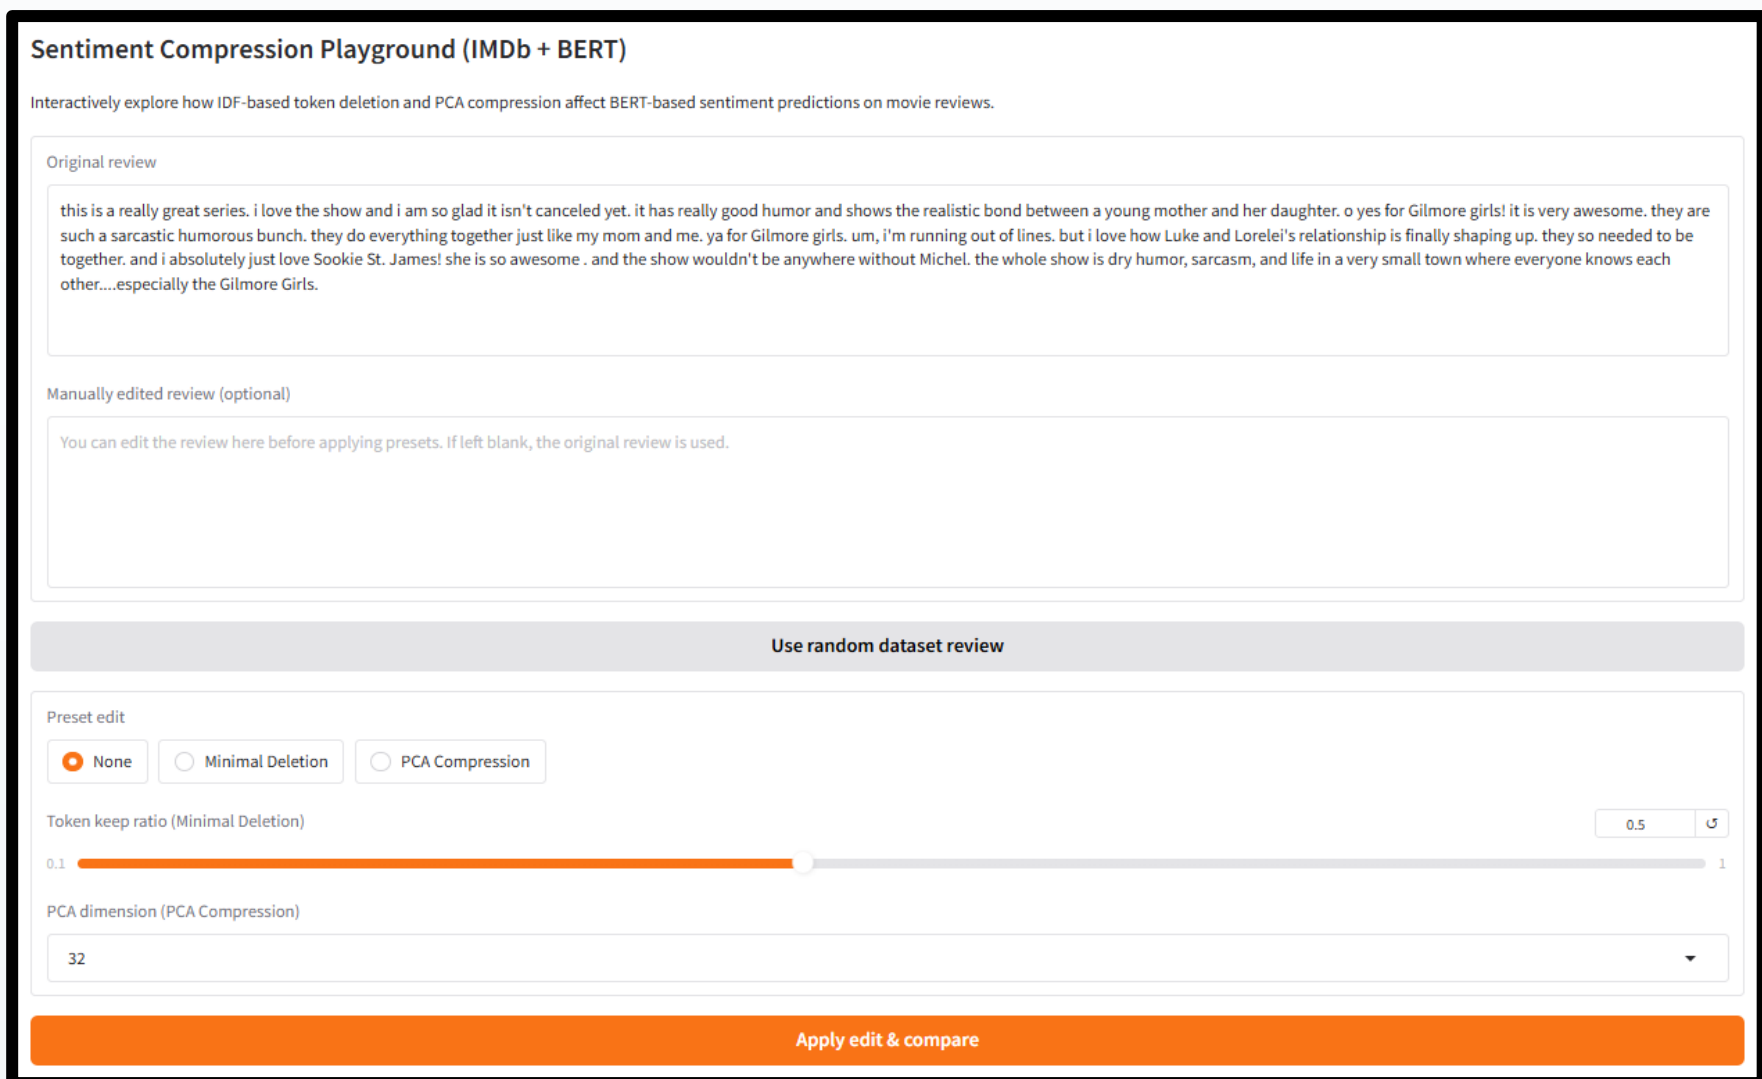 Sentiment Compression Playground (IMDb + BERT)
Interactively explore how IDF-based token deletion and PCA compression affect BERT-based sentiment predictions on movie reviews.
Original review
this is a really great series. i love the show and i am so glad it isn't canceled yet. it has really good humor and shows the realistic bond between a young mother and her daughter. o yes for Gilmore girls! it is very awesome. they are
such a sarcastic humorous bunch. they do everything together just like my mom and me. ya for Gilmore girls. um, i'm running out of lines. but i love how Luke and Lorelei's relationship is finally shaping up. they so needed to be
together. and i absolutely just love Sookie St. James! she is so awesome . and the show wouldn't be anywhere without Michel. the whole show is dry humor, sarcasm, and life in a very small town where everyone knows each
other....especially the Gilmore Girls.
Manually edited review (optional)
You can edit the review here before applying presets. If left blank, the original review is used.
Use random dataset review
Preset edit
None Minimal Deletion PCA Compression
Token keep ratio (Minimal Deletion) 0.5 ↺
0.1 1
PCA dimension (PCA Compression)
32
Apply edit & compare